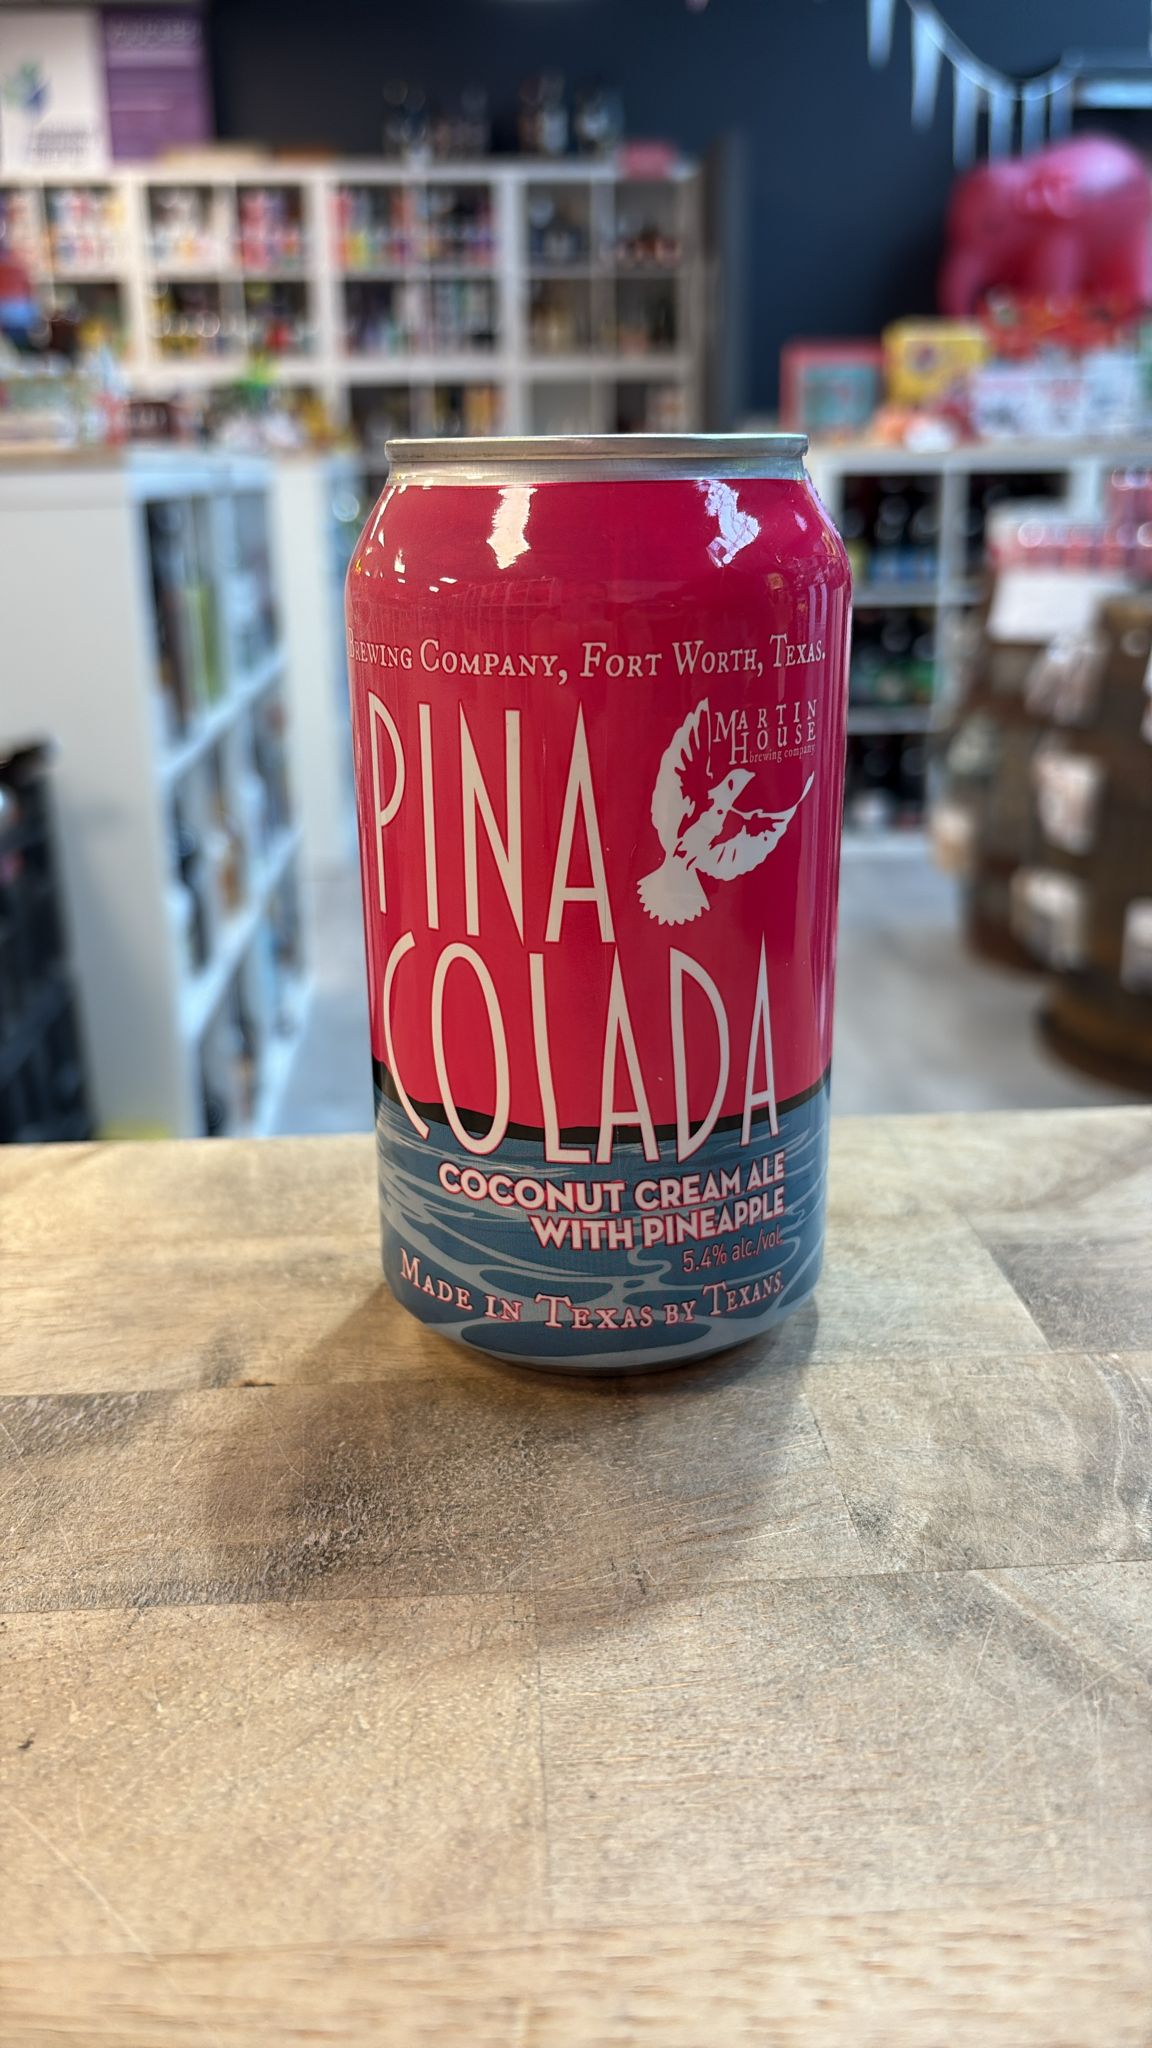 Brewing Company, Fort Worth, Texas.
PINA
COLADA
MARTIN
HOUSE
brewing company
COCONUT CREAM ALE
WITH PINEAPPLE
5.4% alc./vol.
Made in Texas by Texans.